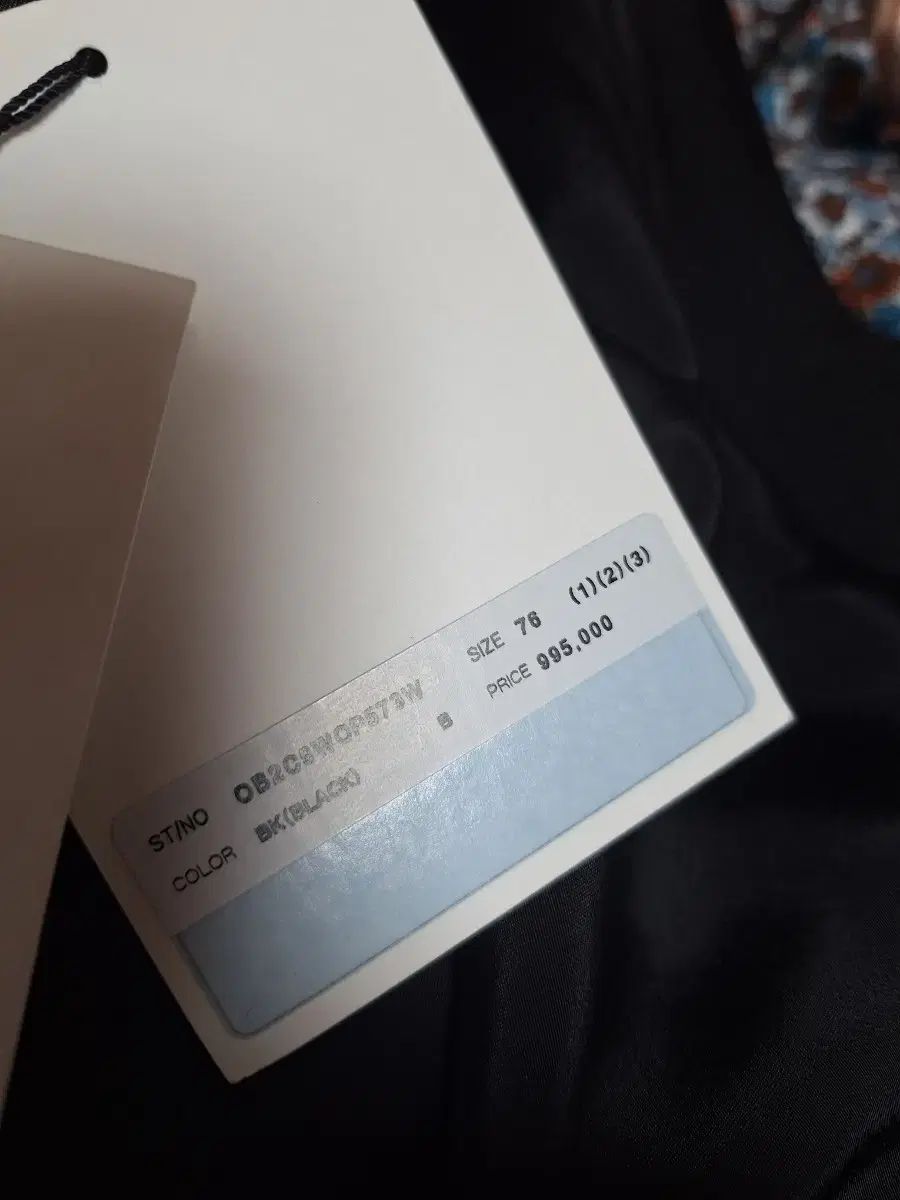 ST/NO OB2C8WOP573W SIZE 76 (1)(2)(3)
COLOR BK(BLACK) B PRICE 995,000